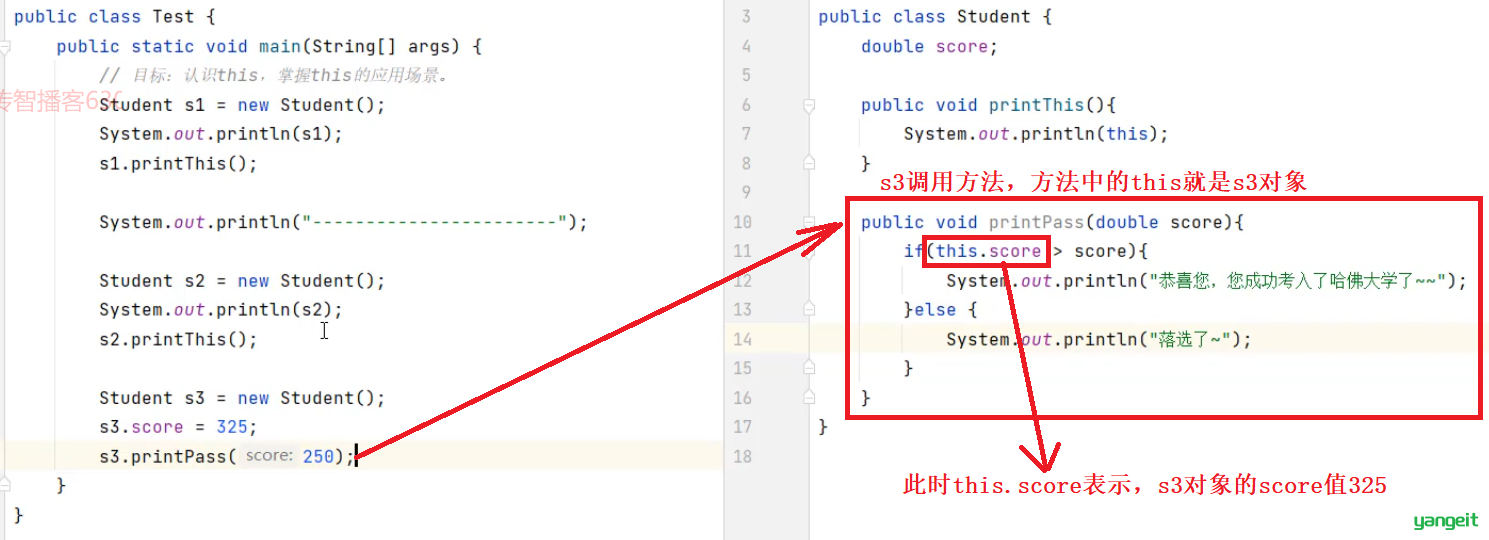 public class Test {
public static void main(String[] args) {
// 目标：认识this，掌握this的应用场景。
传智播客636
Student s1 = new Student();
System.out.println(s1);
s1.printThis();
System.out.println("-----------------------");
Student s2 = new Student();
System.out.println(s2);
s2.printThis();
Student s3 = new Student();
s3.score = 325;
s3.printPass( score: 250);
}
}
3 public class Student {
4 double score;
5
6 public void printThis(){
7 System.out.println(this);
8 }
s3调用方法，方法中的this就是s3对象
9
10 public void printPass(double score){
11 if(this.score > score){
12 System.out.println("恭喜您，您成功考入了哈佛大学了~~");
13 }else {
14 System.out.println("落选了~");
15 }
16 }
17 }
18
此时this.score表示，s3对象的score值325
yangeit